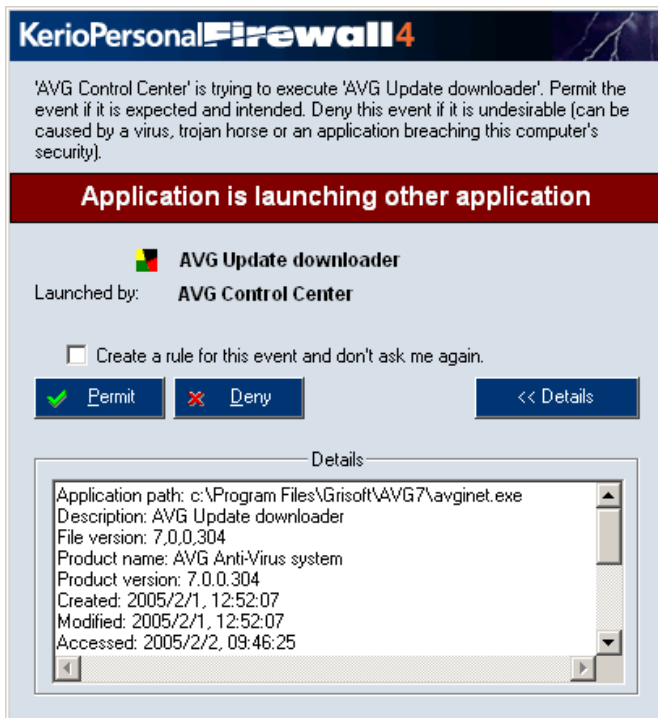 KerioPersonal Firewall 4
'AVG Control Center' is trying to execute 'AVG Update downloader'. Permit the
event if it is expected and intended. Deny this event if it is undesirable (can be
caused by a virus, trojan horse or an application breaching this computer's
security).
Application is launching other application
AVG Update downloader
Launched by: AVG Control Center
Create a rule for this event and don't ask me again.
Permit Deny << Details
Details
Application path: c:\Program Files\Grisoft\AVG7\avginet.exe
Description: AVG Update downloader
File version: 7,0,0,304
Product name: AVG Anti-Virus system
Product version: 7.0.0.304
Created: 2005/2/1, 12:52:07
Modified: 2005/2/1, 12:52:07
Accessed: 2005/2/2, 09:46:25